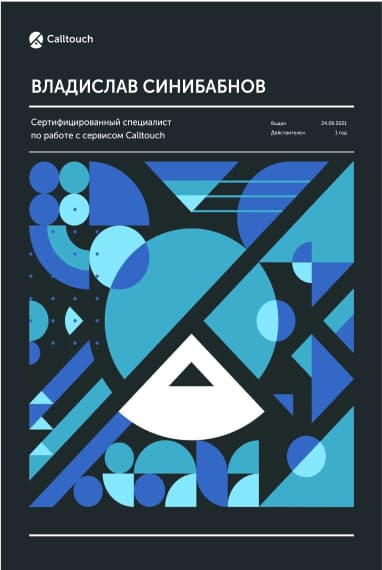 Calltouch
ВЛАДИСЛАВ СИНИБАБНОВ
Сертифицированный специалист
по работе с сервисом Calltouch
Выдан 24.09.2021
Действителен 1 год